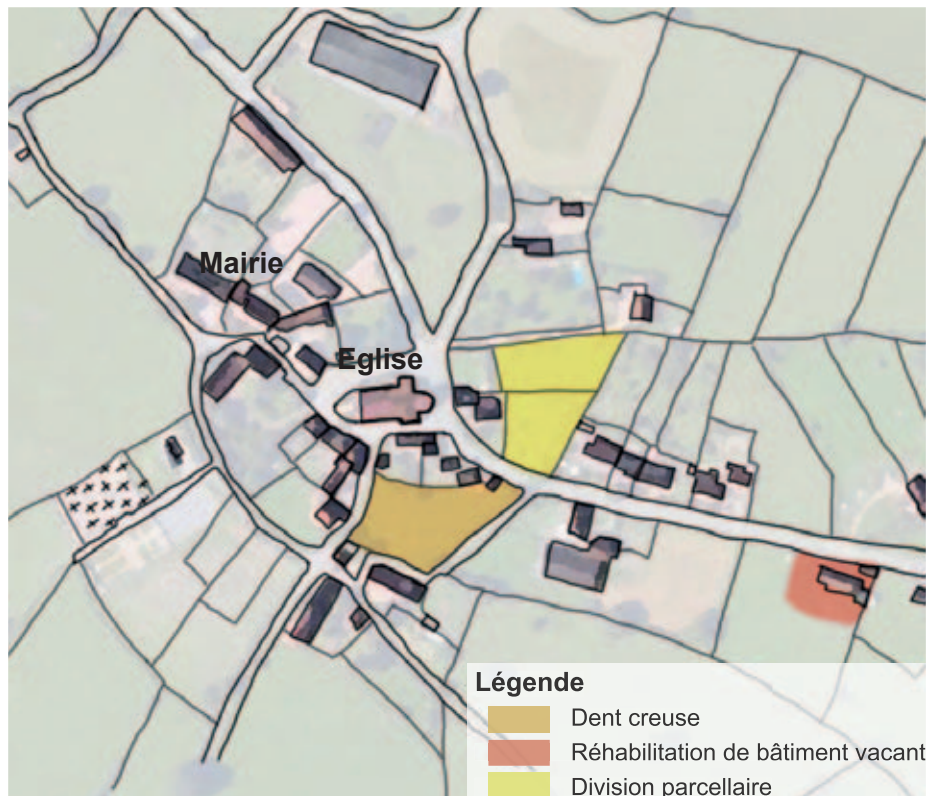 Mairie
Eglise
Légende
Dent creuse
Réhabilitation de bâtiment vacant
Division parcellaire